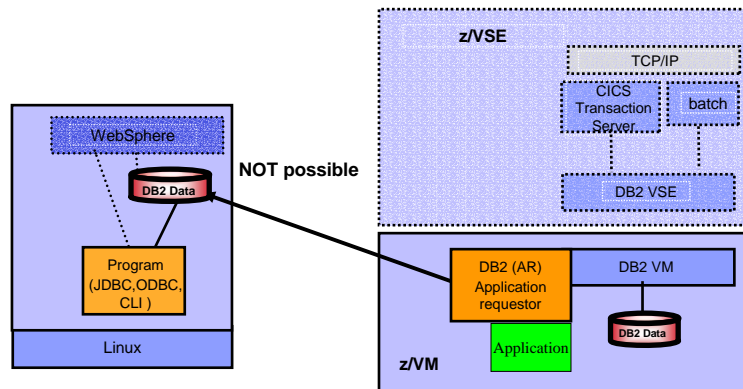 WebSphere
DB2 Data
Program
(JDBC,ODBC,
CLI )
Linux
NOT possible
z/VSE
TCP/IP
CICS
Transaction
Server
batch
DB2 VSE
DB2 (AR)
Application
requestor
DB2 VM
DB2 Data
Application
z/VM